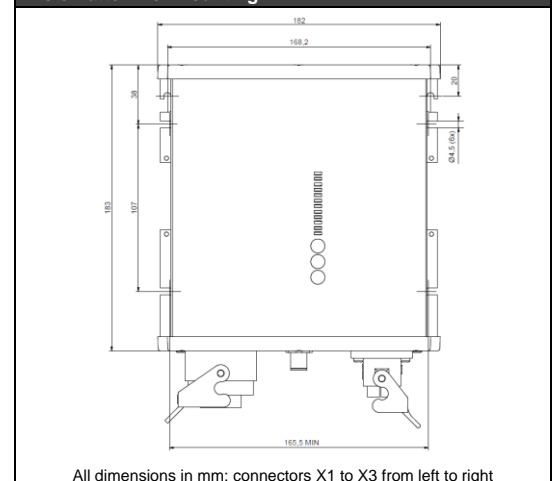 182
168,2
38
20
Ø4.5 (6x)
183
107
165,5 MIN
All dimensions in mm; connectors X1 to X3 from left to right